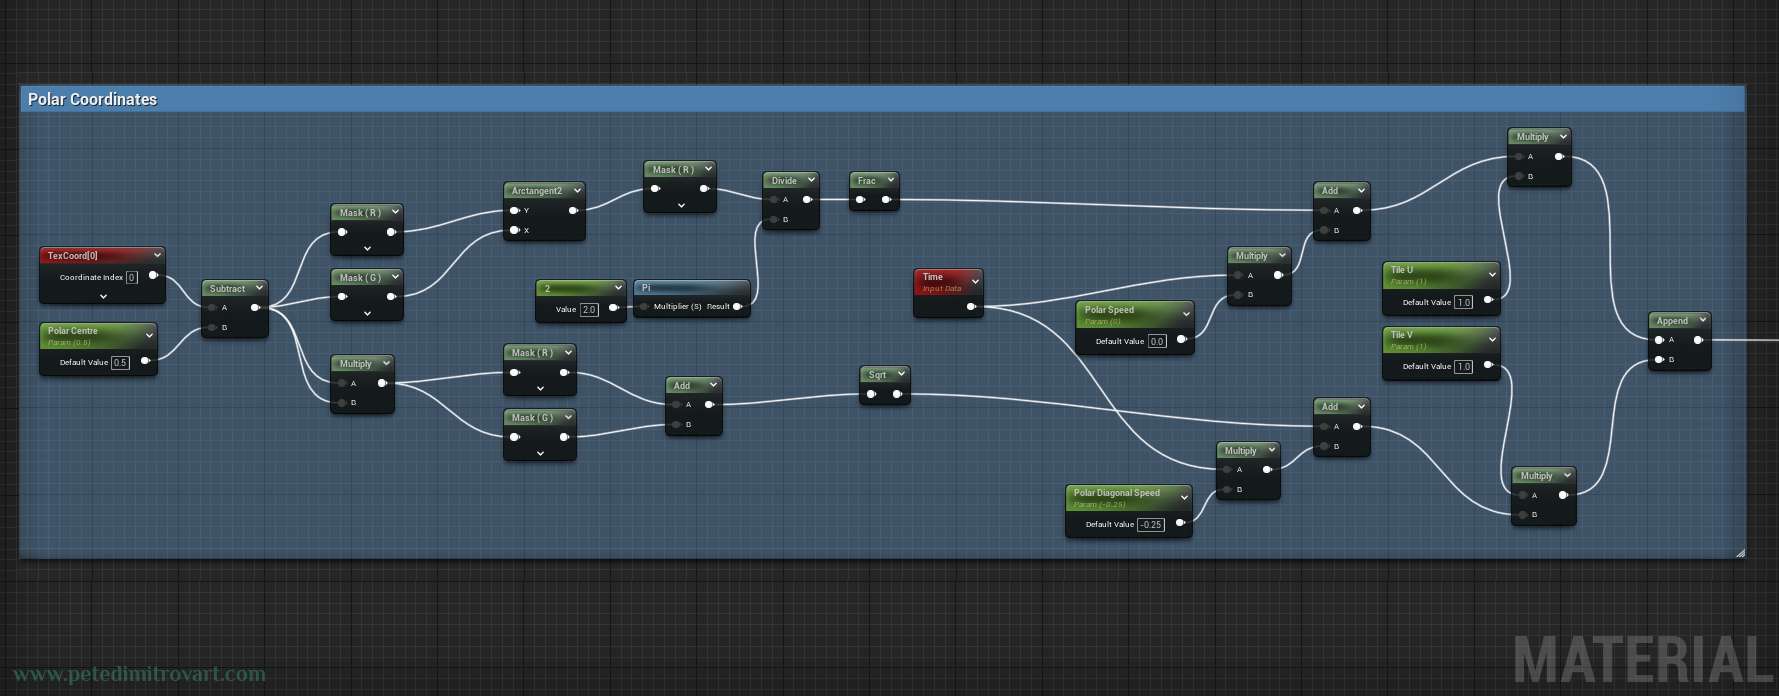 Polar Coordinates
TexCoord[0]
Coordinate Index 0
Polar Centre
Param (0.5)
Default Value 0.5
Subtract
A
B
Mask ( R )
Mask ( G )
Multiply
A
B
Arctangent2
Y
X
Mask ( R )
2
Value 2.0
Pi
Multiplier (S) Result
Mask ( R )
Mask ( G )
Add
A
B
Divide
A
B
Frac
Sqrt
Time
Input Data
Polar Speed
Param (0)
Default Value 0.0
Multiply
A
B
Add
A
B
Polar Diagonal Speed
Param (-0.25)
Default Value -0.25
Multiply
A
B
Add
A
B
Tile U
Param (1)
Default Value 1.0
Tile V
Param (1)
Default Value 1.0
Multiply
A
B
Multiply
A
B
Append
A
B
www.petedimitrovart.com
MATERIAL